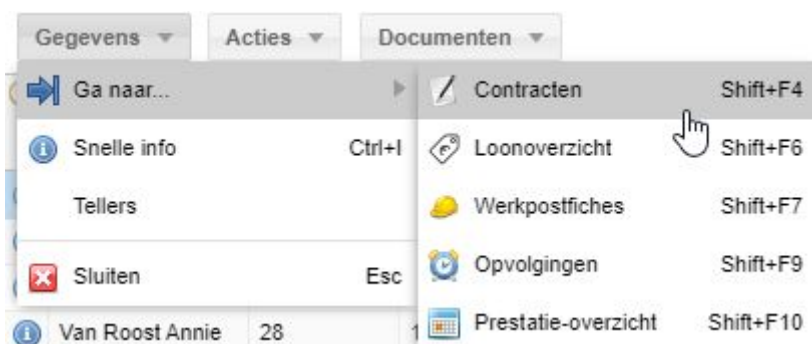 Gegevens Acties Documenten
Ga naar...
Snelle info Ctrl+I
Tellers
Sluiten Esc
Contracten Shift+F4
Loonoverzicht Shift+F6
Werkpostfiches Shift+F7
Opvolgingen Shift+F9
Prestatie-overzicht Shift+F10
Van Roost Annie 28